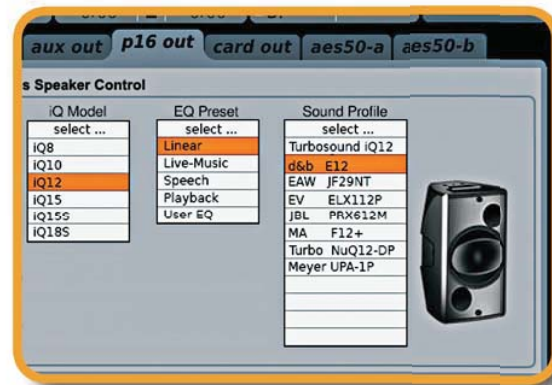 aux out p16 out card out aes50-a aes50-b
s Speaker Control
iQ Model
select ...
iQ8
iQ10
iQ12
iQ15
iQ15S
iQ18S
EQ Preset
select ...
Linear
Live-Music
Speech
Playback
User EQ
Sound Profile
select ...
Turbosound iQ12
d&b E12
EAW JF29NT
EV ELX112P
JBL PRX612M
MA F12+
Turbo NuQ12-DP
Meyer UPA-1P